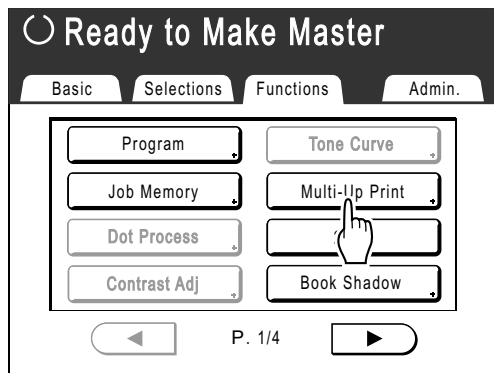 Ready to Make Master
Basic Selections Functions Admin.
Program Tone Curve
Job Memory Multi-Up Print
Dot Process
Contrast Adj Book Shadow
P. 1/4